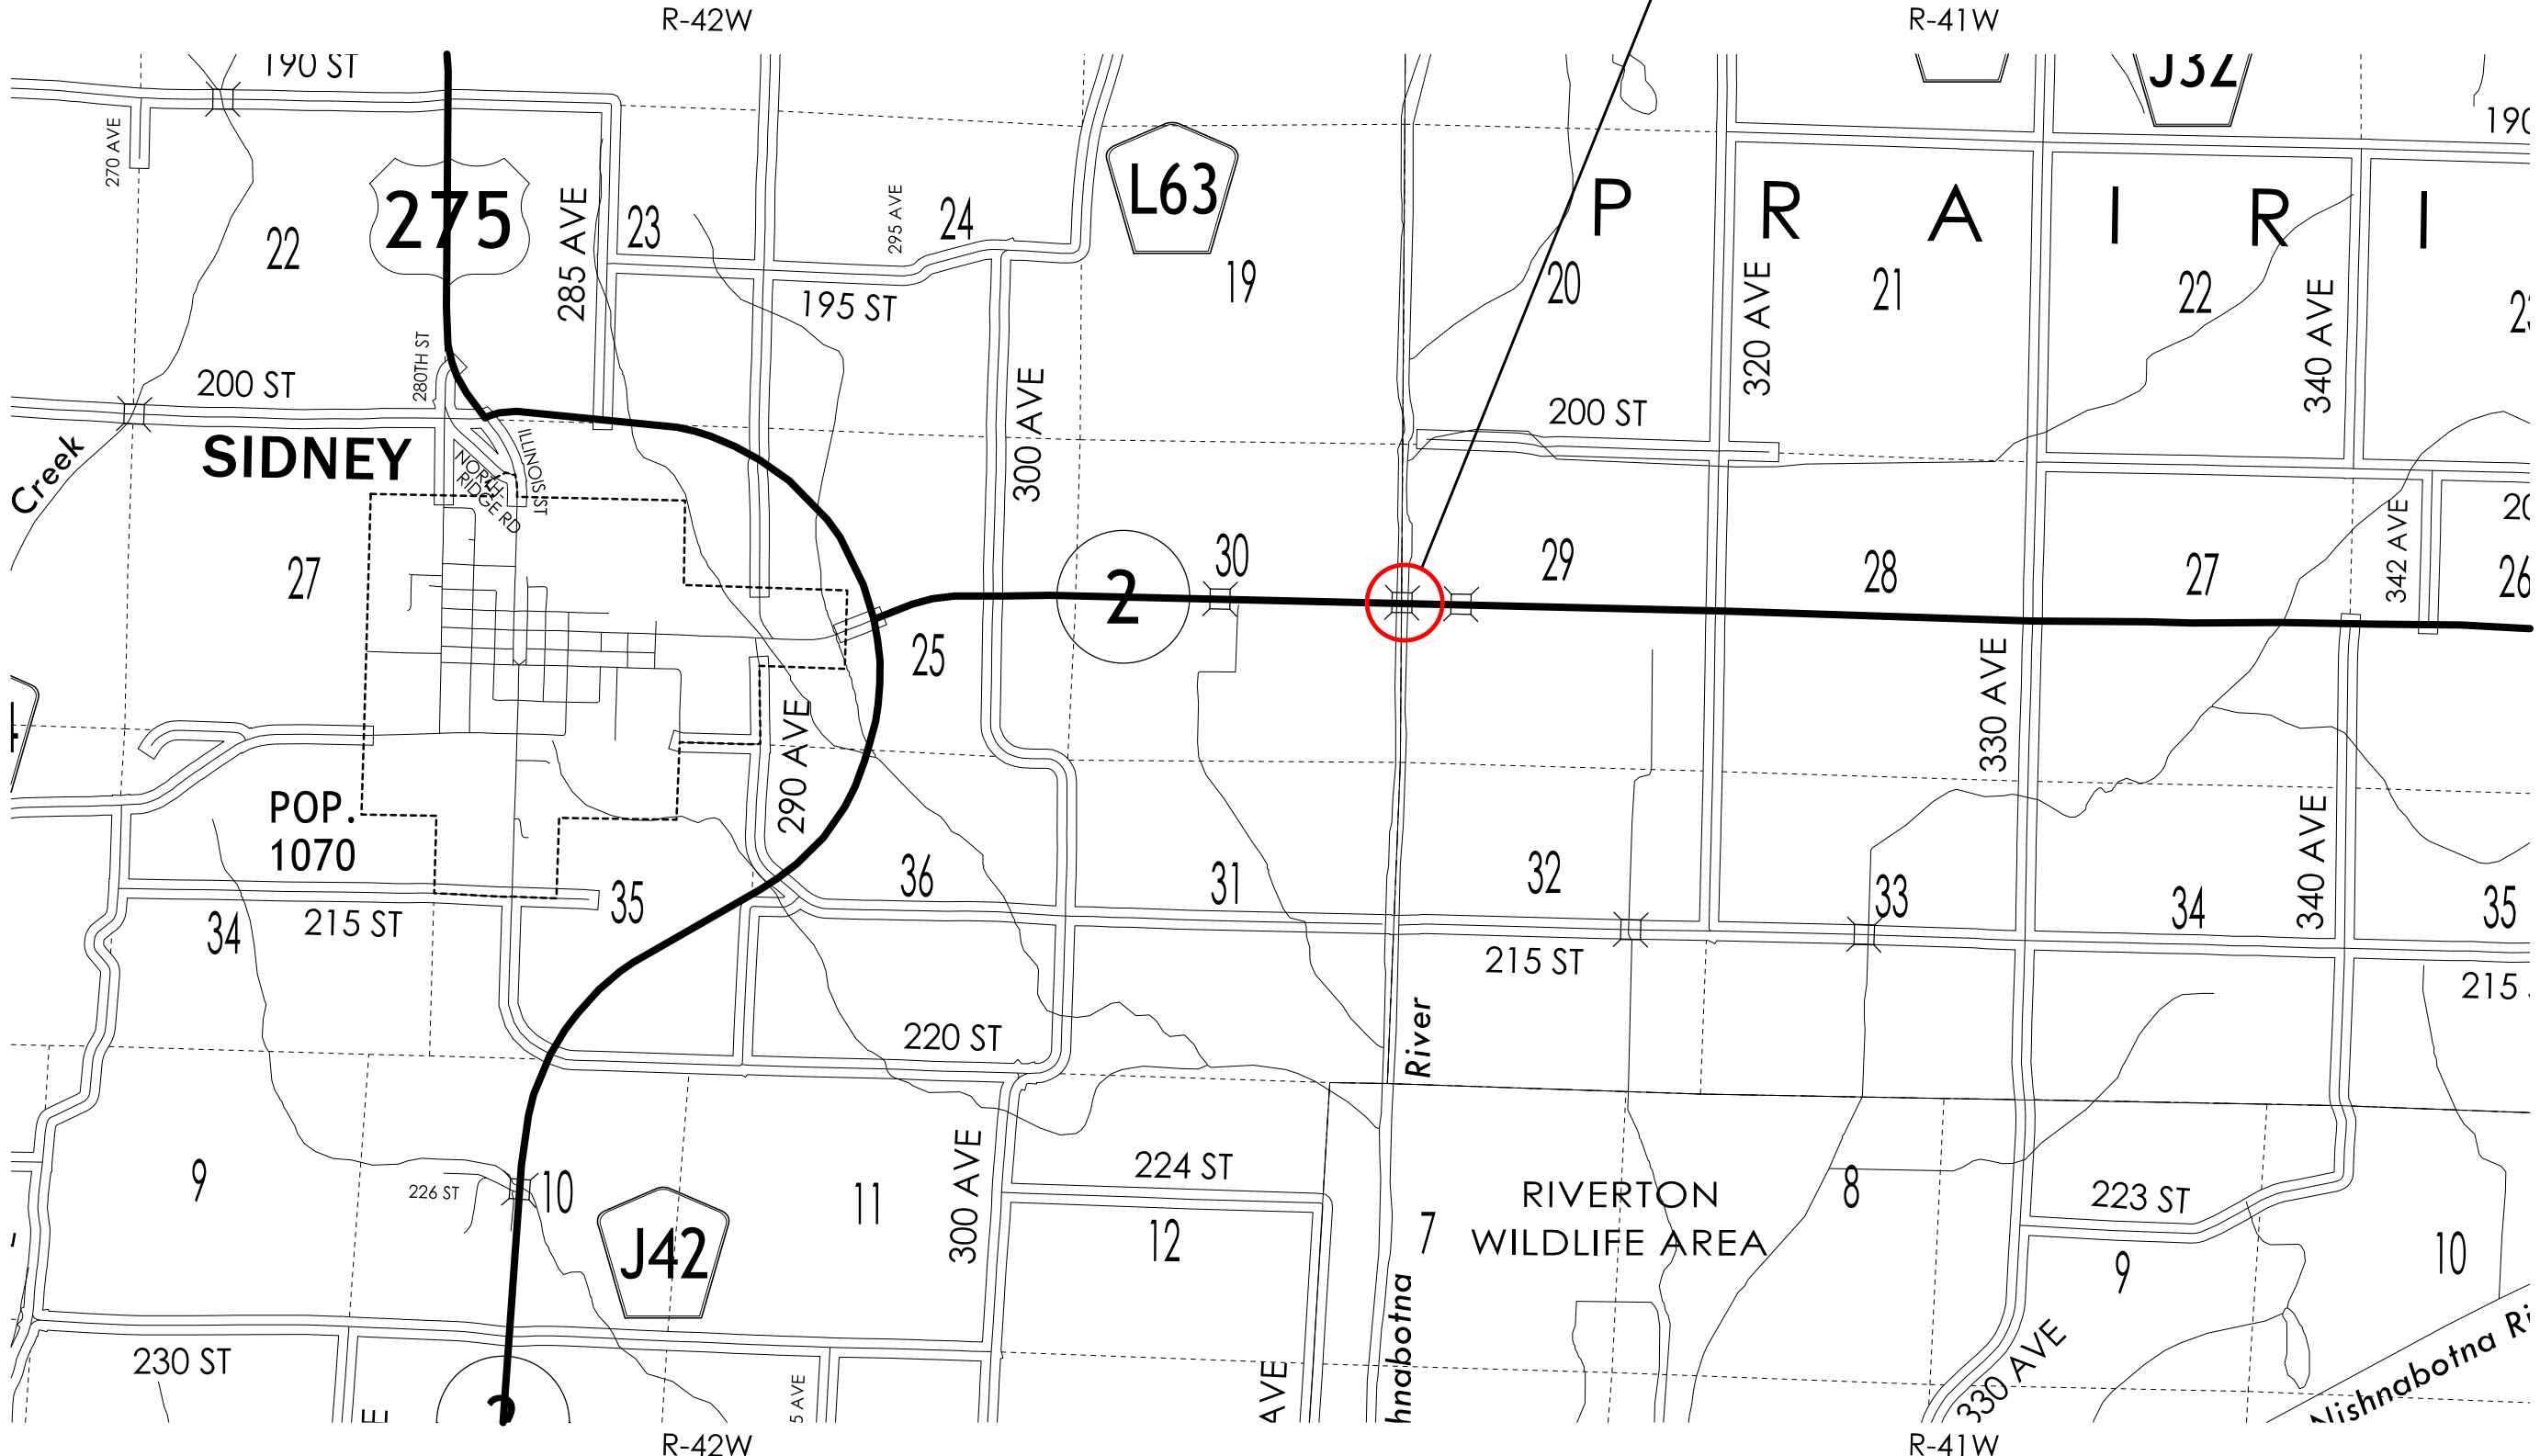 R-42W
R-41W
190 ST
J32
190
270 AVE
275
285 AVE
23
295 AVE
24
L63
P R A I R I
22
19
20
21
22
320 AVE
340 AVE
195 ST
280TH ST
200 ST
300 AVE
200 ST
SIDNEY
ILLINOIS ST
NORTH-
RIDGE RD
Creek
27
2
30
29
28
27
342 AVE
26
25
330 AVE
290 AVE
POP.
1070
36
31
32
33
34
35
340 AVE
34
215 ST
35
215 ST
215
220 ST
River
9
226 ST
10
11
300 AVE
224 ST
12
7
RIVERTON
WILDLIFE AREA
8
223 ST
9
10
J42
230 ST
AVE
330 AVE
R-42W
R-41W